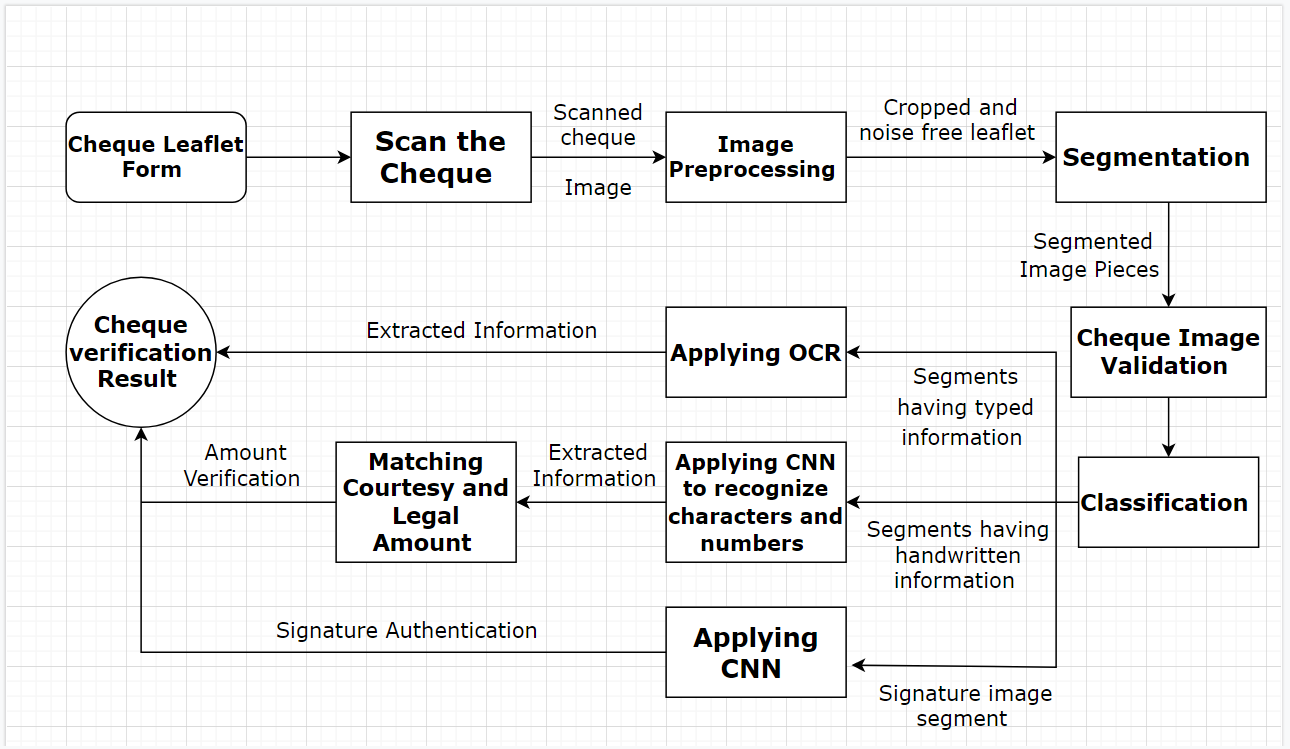 Cheque Leaflet
Form
Scan the
Cheque
Scanned
cheque
Image
Image
Preprocessing
Cropped and
noise free leaflet
Segmentation
Segmented
Image Pieces
Cheque
verification
Result
Extracted Information
Applying OCR
Segments
having typed
information
Cheque Image
Validation
Amount
Verification
Matching
Courtesy and
Legal
Amount
Extracted
Information
Applying CNN
to recognize
characters and
numbers
Segments having
handwritten
information
Classification
Signature Authentication
Applying
CNN
Signature image
segment